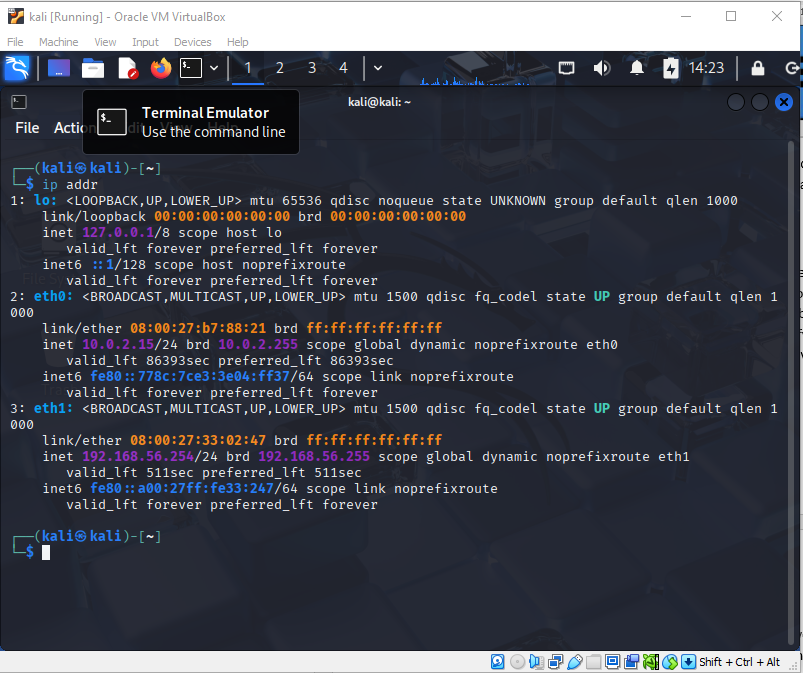 kali [Running] - Oracle VM VirtualBox
File Machine View Input Devices Help
1 2 3 4 14:23
kali@kali: ~
File Actions Edit View Help
Terminal Emulator
Use the command line
(kali㉿kali)-[~]
$ ip addr
1: lo: <LOOPBACK,UP,LOWER_UP> mtu 65536 qdisc noqueue state UNKNOWN group default qlen 1000
link/loopback 00:00:00:00:00:00 brd 00:00:00:00:00:00
inet 127.0.0.1/8 scope host lo
valid_lft forever preferred_lft forever
inet6 ::1/128 scope host noprefixroute
valid_lft forever preferred_lft forever
2: eth0: <BROADCAST,MULTICAST,UP,LOWER_UP> mtu 1500 qdisc fq_codel state UP group default qlen 1
000
link/ether 08:00:27:b7:88:21 brd ff:ff:ff:ff:ff:ff
inet 10.0.2.15/24 brd 10.0.2.255 scope global dynamic noprefixroute eth0
valid_lft 86393sec preferred_lft 86393sec
inet6 fe80::778c:7ce3:3e04:ff37/64 scope link noprefixroute
valid_lft forever preferred_lft forever
3: eth1: <BROADCAST,MULTICAST,UP,LOWER_UP> mtu 1500 qdisc fq_codel state UP group default qlen 1
000
link/ether 08:00:27:33:02:47 brd ff:ff:ff:ff:ff:ff
inet 192.168.56.254/24 brd 192.168.56.255 scope global dynamic noprefixroute eth1
valid_lft 511sec preferred_lft 511sec
inet6 fe80::a00:27ff:fe33:247/64 scope link noprefixroute
valid_lft forever preferred_lft forever
(kali㉿kali)-[~]
$
Shift + Ctrl + Alt